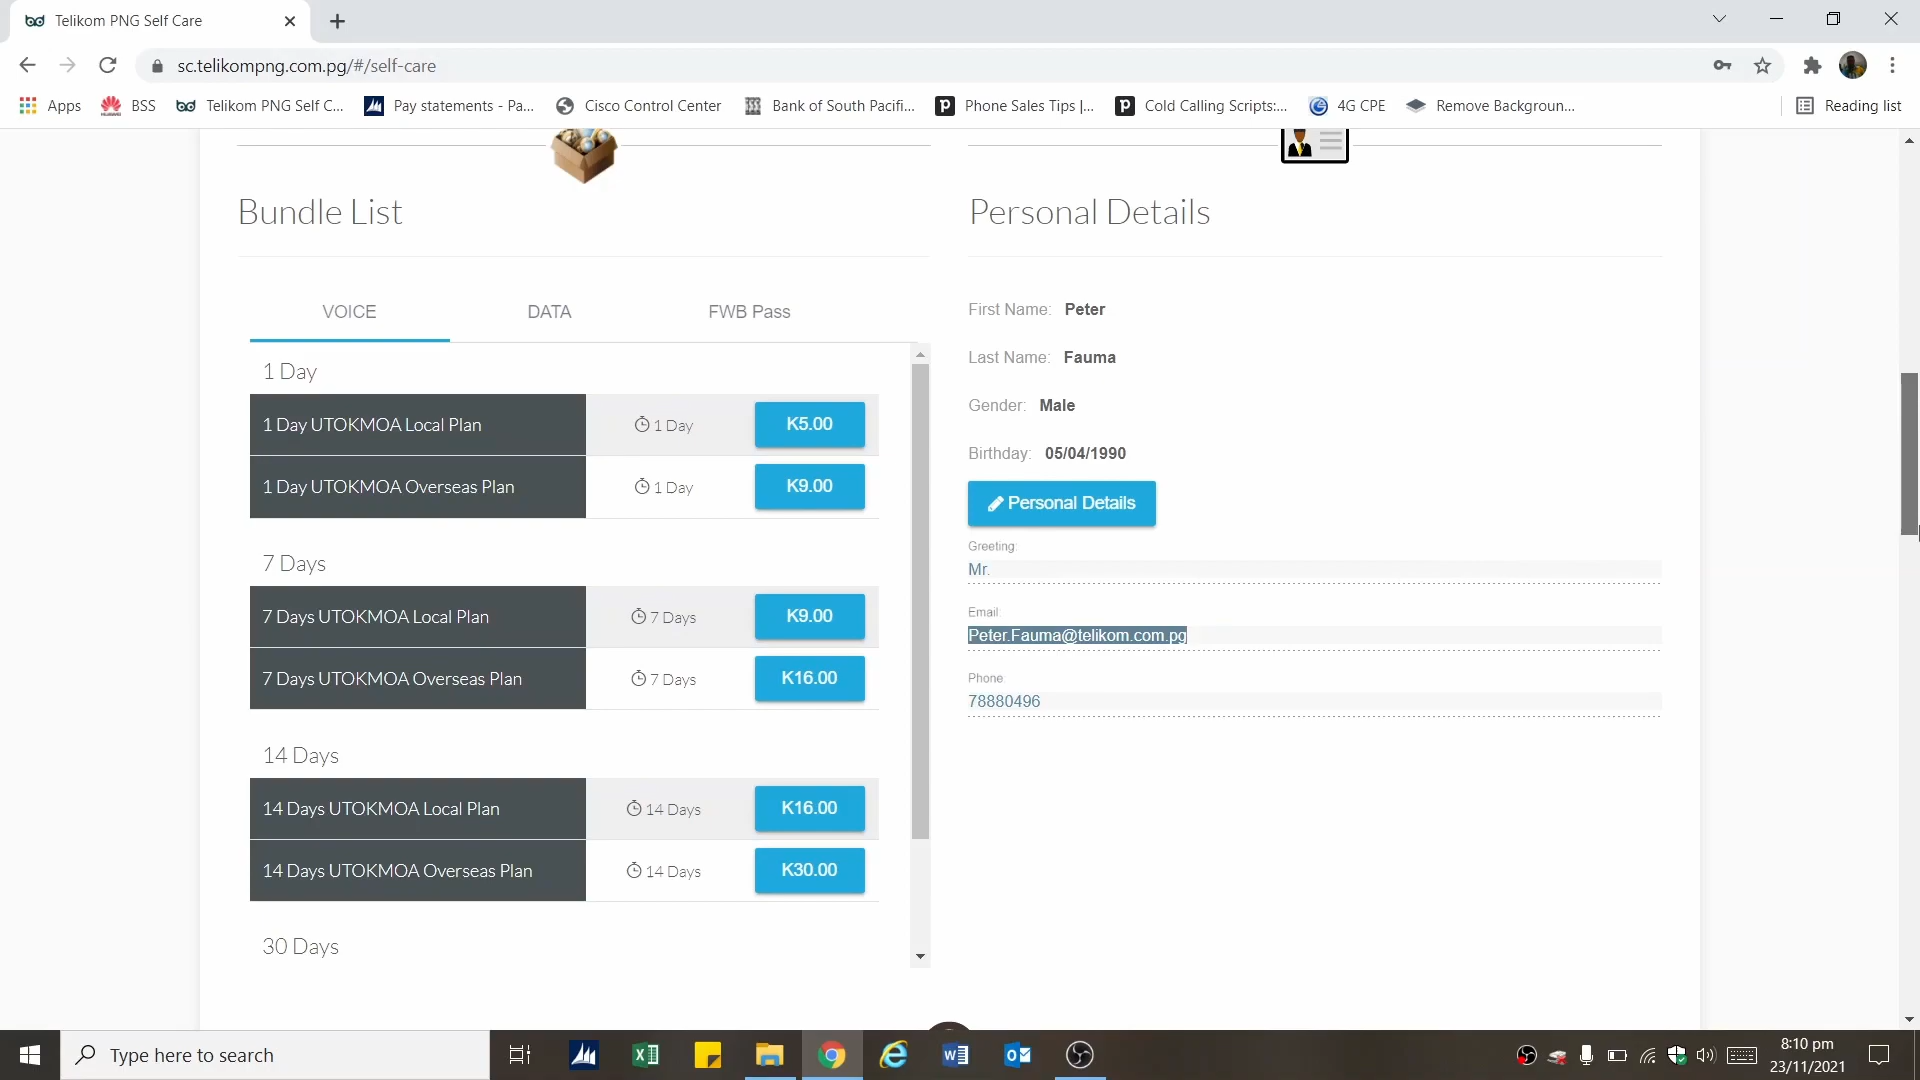 Telikom PNG Self Care
sc.telikompng.com.pg/#/self-care
Apps BSS Telikom PNG Self C... Pay statements - Pa... Cisco Control Center Bank of South Pacifi... Phone Sales Tips |... Cold Calling Scripts:... 4G CPE Remove Backgroun... Reading list
Bundle List
VOICE DATA FWB Pass
1 Day
1 Day UTOKMOA Local Plan 1 Day K5.00
1 Day UTOKMOA Overseas Plan 1 Day K9.00
7 Days
7 Days UTOKMOA Local Plan 7 Days K9.00
7 Days UTOKMOA Overseas Plan 7 Days K16.00
14 Days
14 Days UTOKMOA Local Plan 14 Days K16.00
14 Days UTOKMOA Overseas Plan 14 Days K30.00
30 Days
Personal Details
First Name: Peter
Last Name: Fauma
Gender: Male
Birthday: 05/04/1990
Personal Details
Greeting:
Mr.
Email:
Peter.Fauma@telikom.com.pg
Phone:
78880496
Type here to search
8:10 pm
23/11/2021